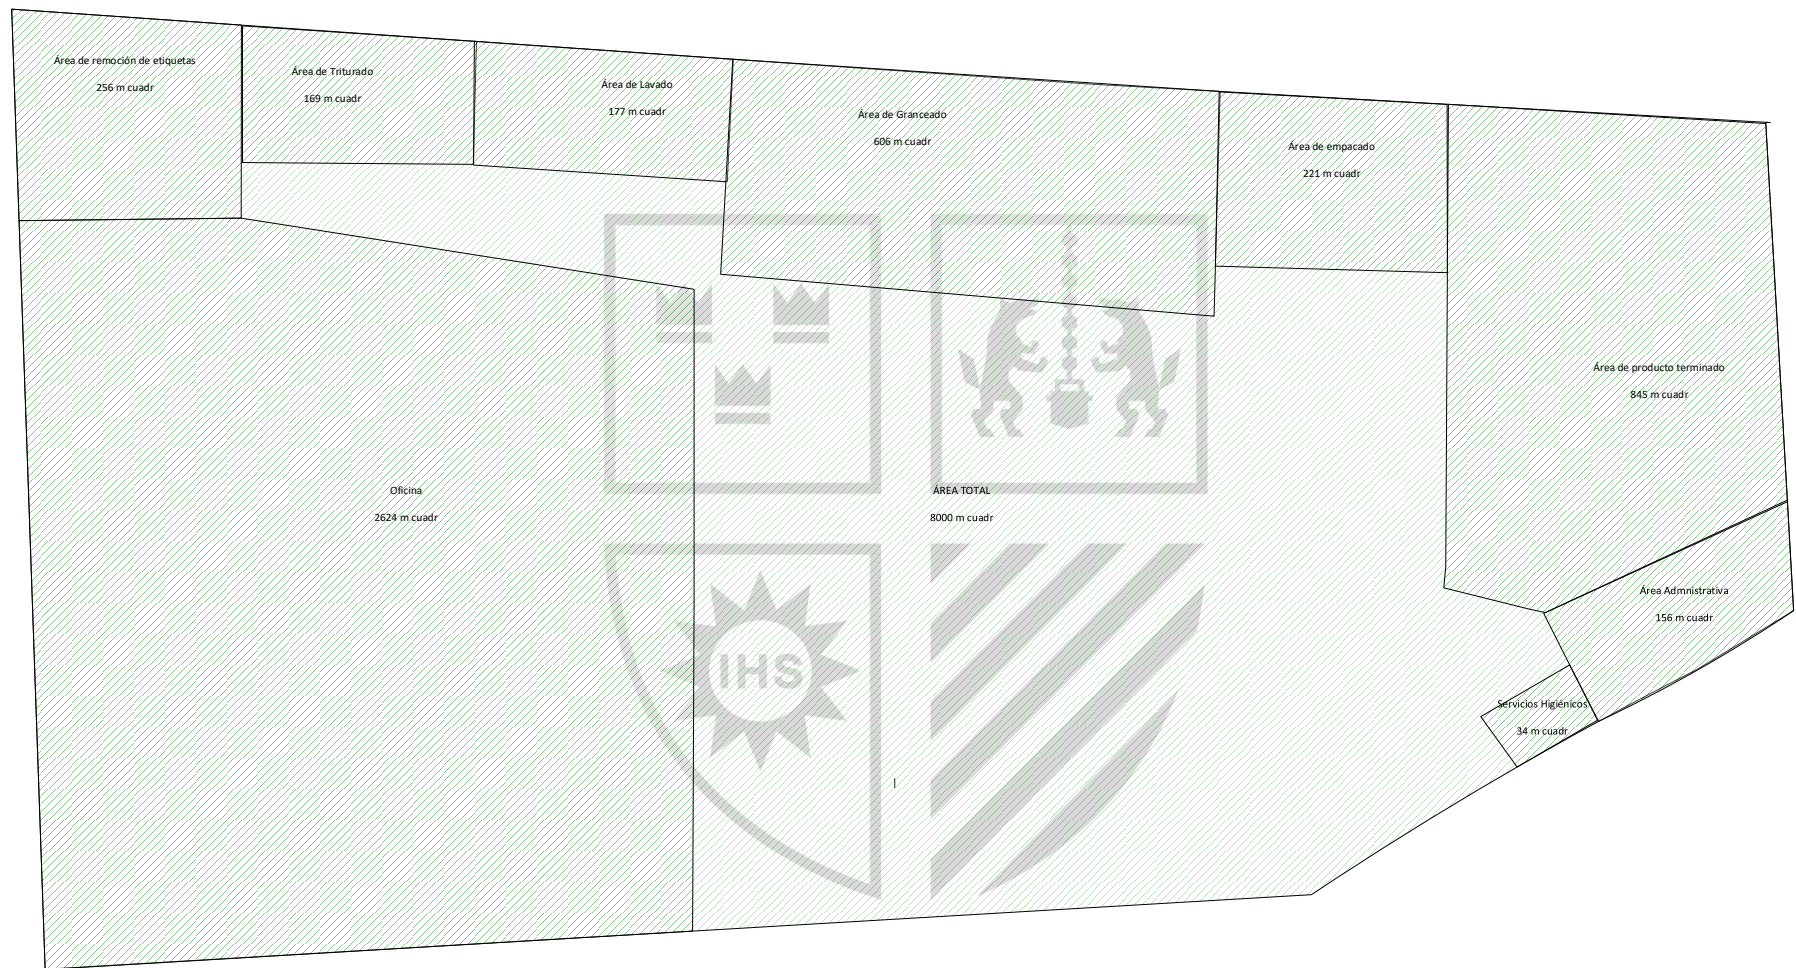 Área de remoción de etiquetas
256 m cuadr
Área de Triturado
169 m cuadr
Área de Lavado
177 m cuadr
Área de Granceado
606 m cuadr
Área de empacado
221 m cuadr
Área de producto terminado
845 m cuadr
Oficina
2624 m cuadr
ÁREA TOTAL
8000 m cuadr
Área Admnistrativa
156 m cuadr
IHS
Servicios Higiénicos
34 m cuadr